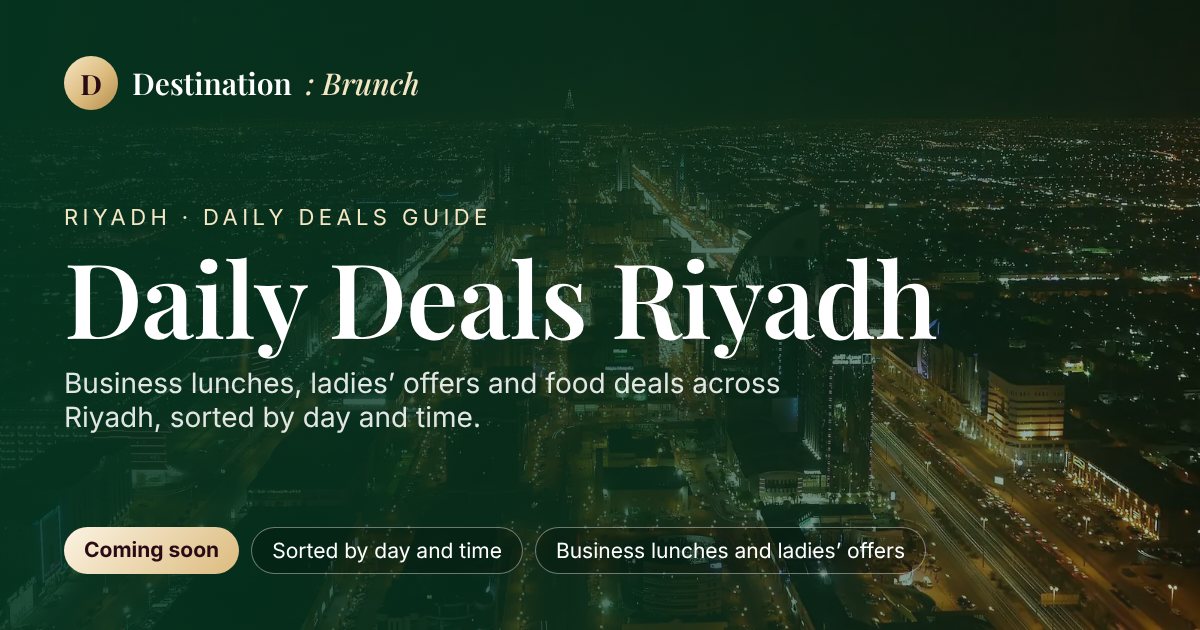 D
Destination : Brunch
RIYADH · DAILY DEALS GUIDE
Daily Deals Riyadh
Business lunches, ladies’ offers and food deals across
Riyadh, sorted by day and time.
Coming soon
Sorted by day and time
Business lunches and ladies’ offers